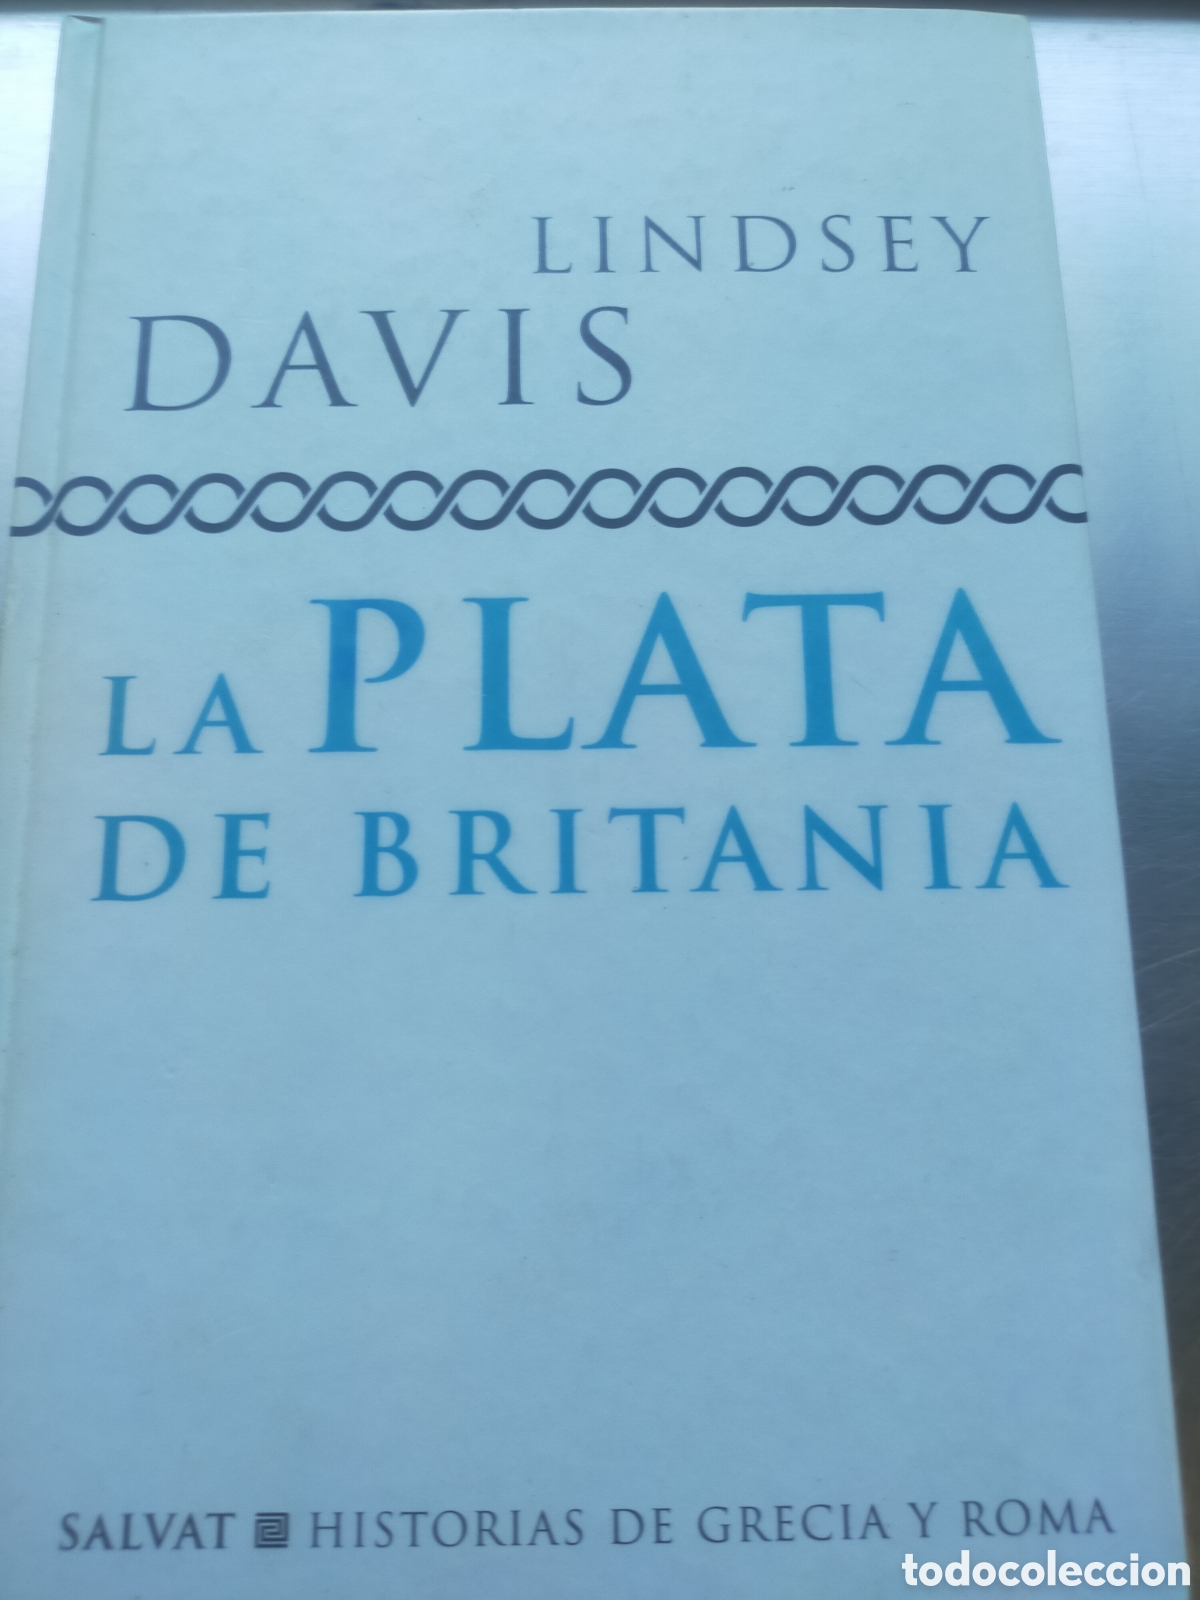 LINDSEY
DAVIS
LA PLATA
DE BRITANIA
SALVAT HISTORIAS DE GRECIA Y ROMA
todocoleccion